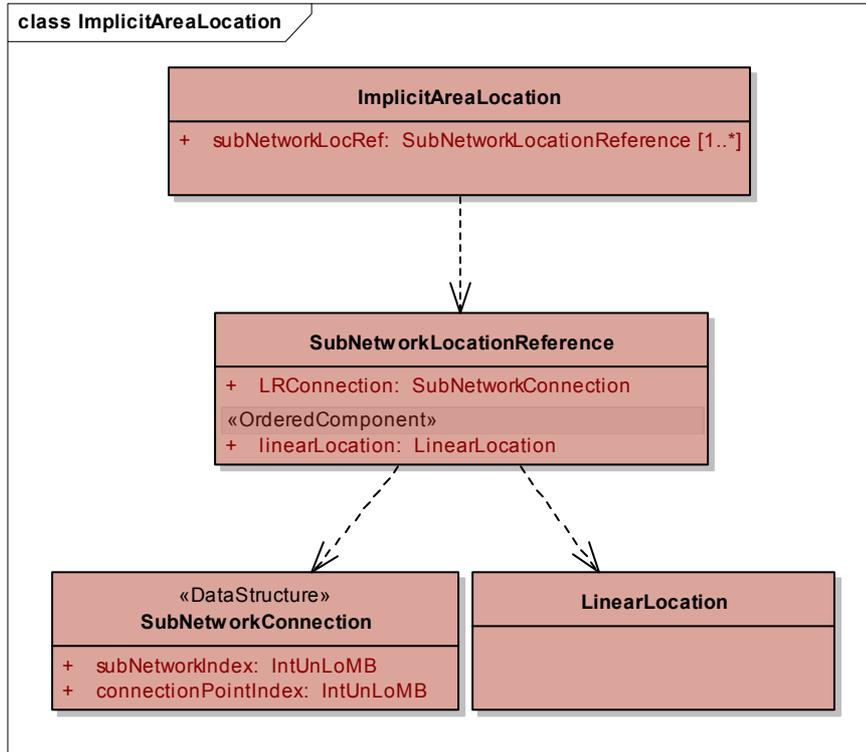 class ImplicitAreaLocation
ImplicitAreaLocation
+ subNetworkLocRef: SubNetworkLocationReference [1..*]
SubNetworkLocationReference
+ LRConnection: SubNetworkConnection
«OrderedComponent»
+ linearLocation: LinearLocation
«DataStructure»
SubNetworkConnection
+ subNetworkIndex: IntUnLoMB
+ connectionPointIndex: IntUnLoMB
LinearLocation